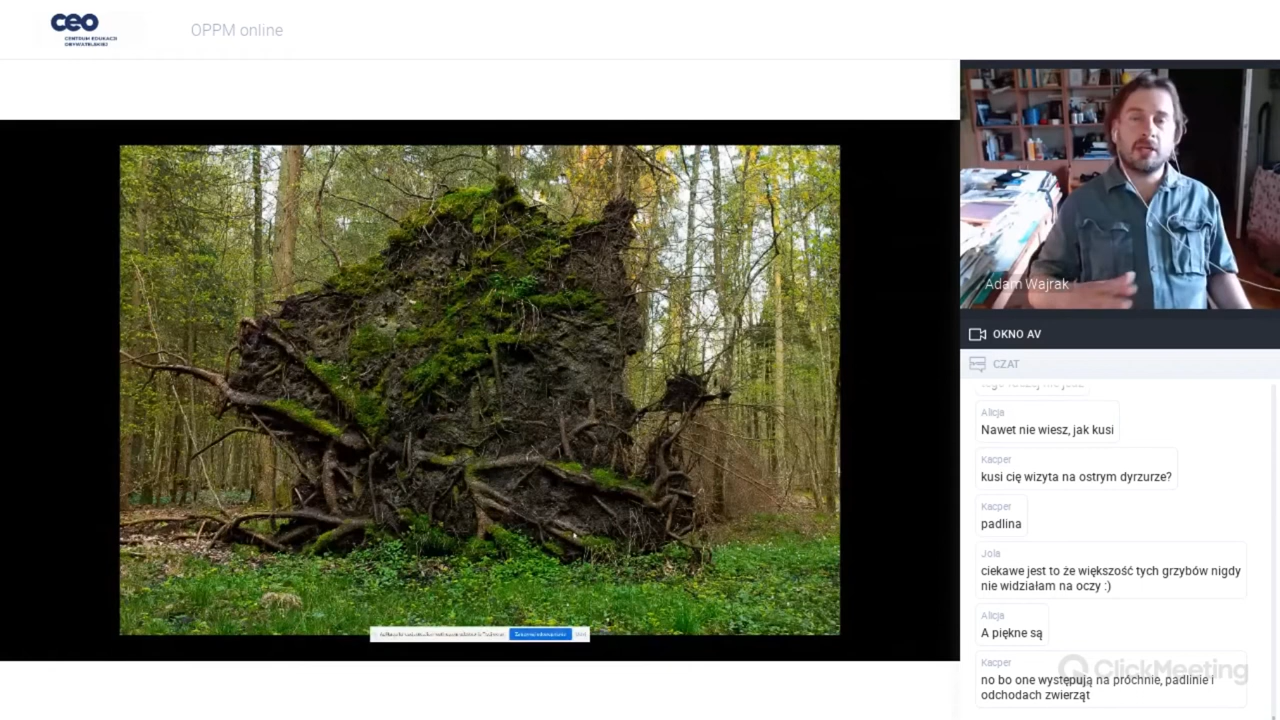 ceo
CENTRUM EDUKACJI
OBYWATELSKIEJ
OPPM online
Adam Wajrak
OKNO AV
CZAT
Alicja
Nawet nie wiesz, jak kusi
Kacper
kusi cię wizyta na ostrym dyrzurze?
Kacper
padlina
Jola
ciekawe jest to że większość tych grzybów nigdy
nie widziałam na oczy :)
Alicja
A piękne są
Kacper
no bo one występują na próchnie, padlinie i
odchodach zwierząt
ClickMeeting